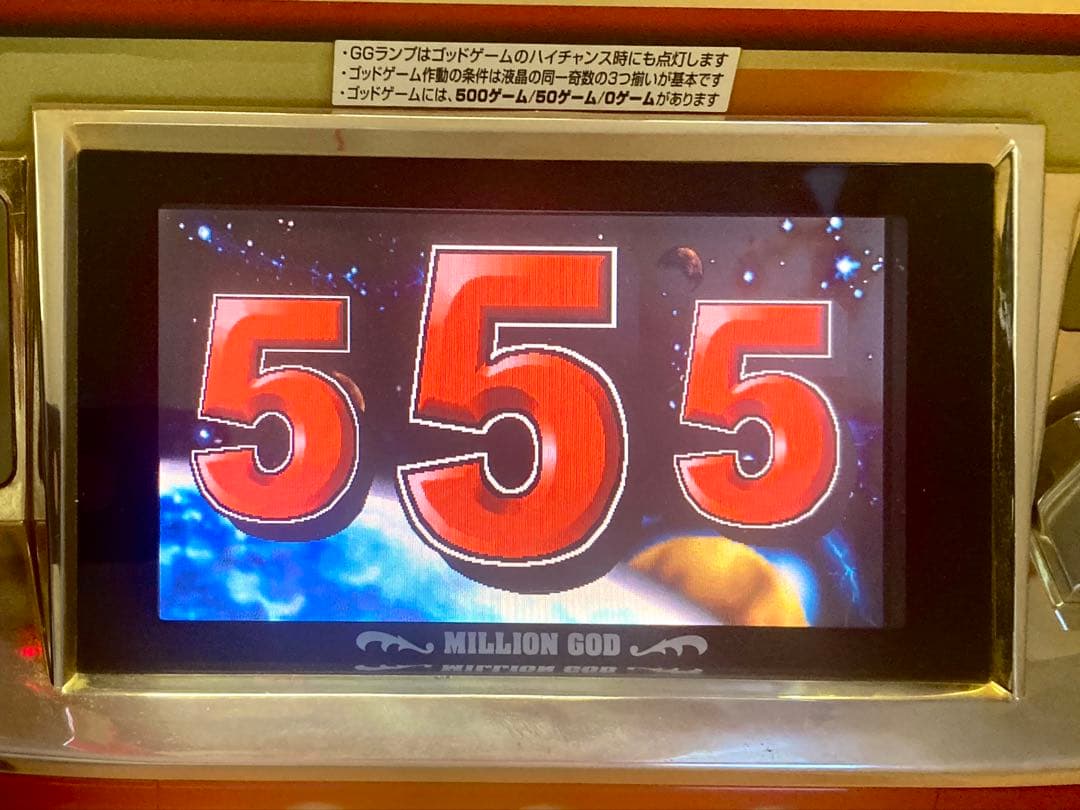 ・GGランプはゴッドゲームのハイチャンス時にも点灯します
・ゴッドゲーム作動の条件は液晶の同一奇数の3つ揃いが基本です
・ゴッドゲームには、500ゲーム/50ゲーム/0ゲームがあります
5 5 5
MILLION GOD